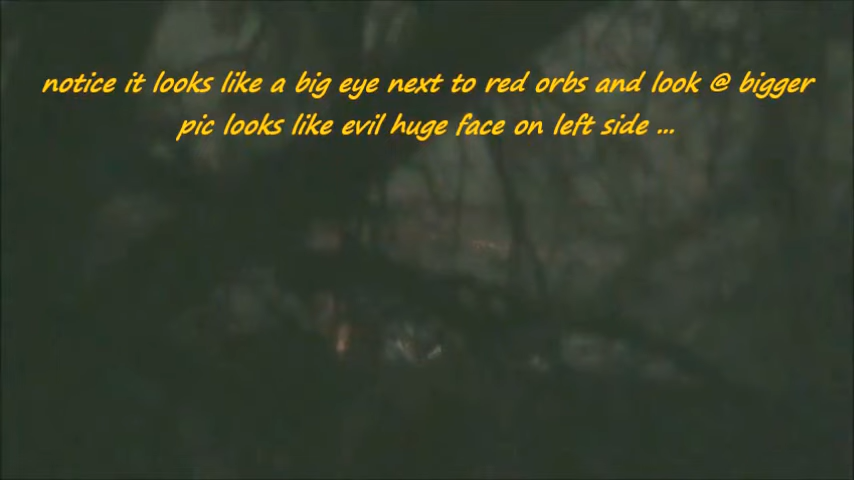 notice it looks like a big eye next to red orbs and look @ bigger
pic looks like evil huge face on left side ...